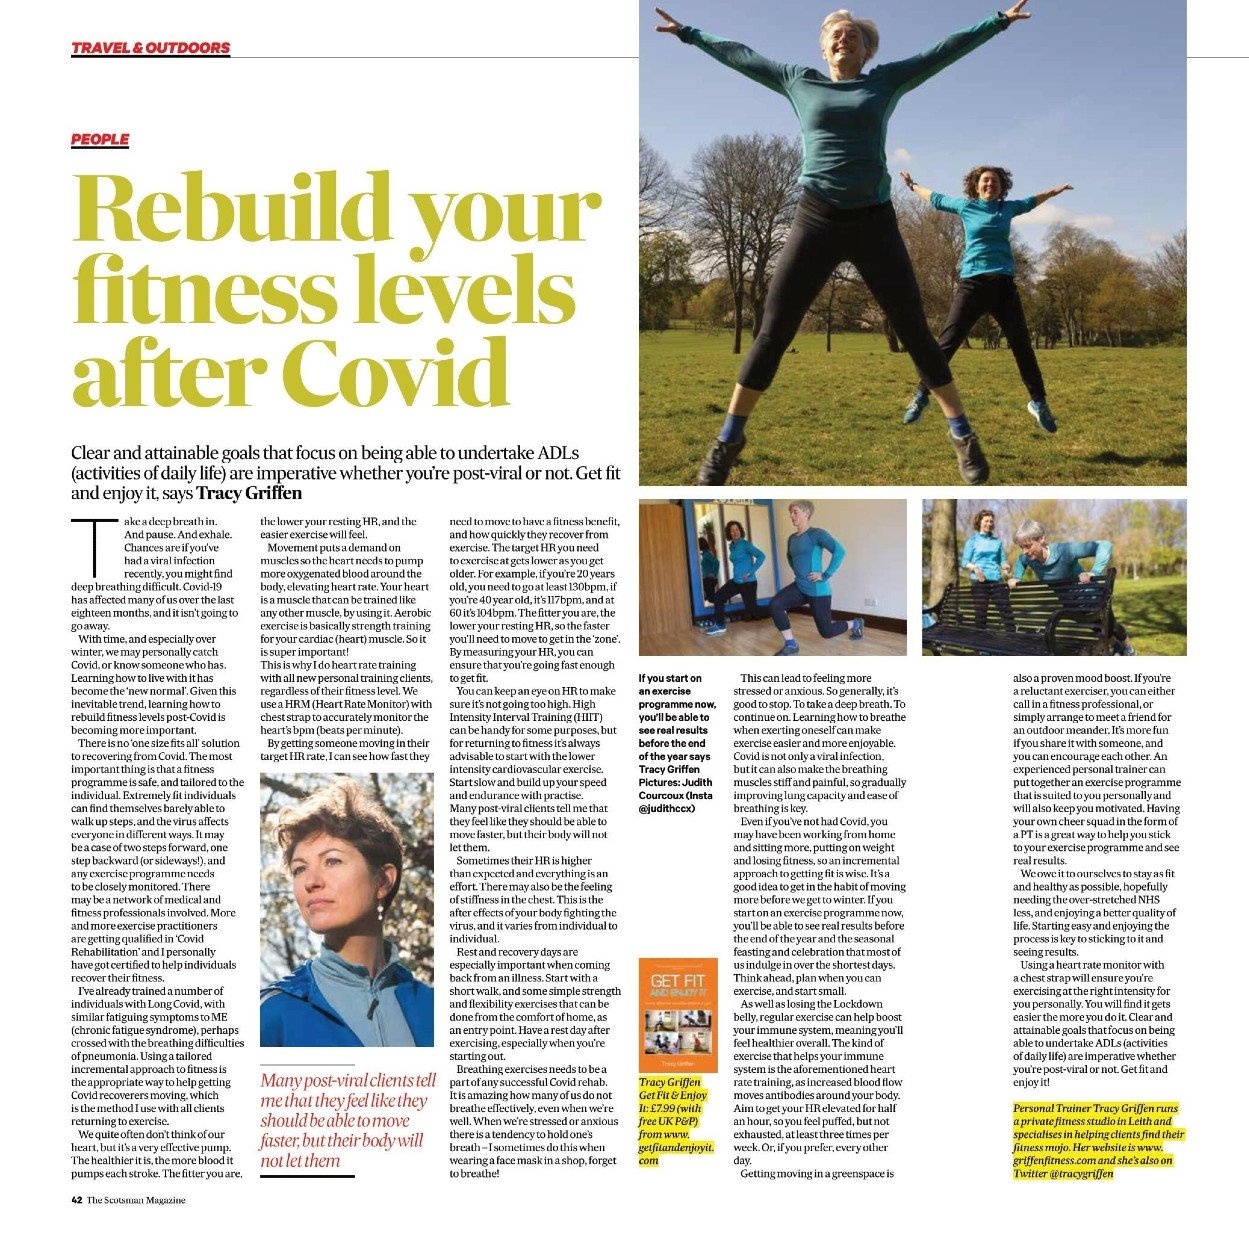 TRAVEL & OUTDOORS
PEOPLE
Rebuild your
fitness levels
after Covid
Clear and attainable goals that focus on being able to undertake ADLs
(activities of daily life) are imperative whether you're post-viral or not. Get fit
and enjoy it, says Tracy Griffen
Take a deep breath in.
And pause. And exhale.
Chances are if you've
had a viral infection
recently, you might find
deep breathing difficult. Covid-19
has affected many of us over the last
eighteen months, and it isn't going to
go away.
With time, and especially over
winter, we may personally catch
Covid, or know someone who has.
Learning how to live with it has
become the 'new normal'. Given this
inevitable trend, learning how to
rebuild fitness levels post-Covid is
becoming more important.
There is no 'one size fits all' solution
to recovering from Covid. The most
important thing is that a fitness
programme is safe, and tailored to the
individual. Extremely fit individuals
can find themselves barely able to
walk up steps, and the virus affects
everyone in different ways. It may
be a case of two steps forward, one
step backward (or sideways!), and
any exercise programme needs
to be closely monitored. There
may be a network of medical and
fitness professionals involved. More
and more exercise practitioners
are getting qualified in 'Covid
Rehabilitation' and I personally
have got certified to help individuals
recover their fitness.
I've already trained a number of
individuals with Long Covid, with
similar fatiguing symptoms to ME
(chronic fatigue syndrome), perhaps
crossed with the breathing difficulties
of pneumonia. Using a tailored
incremental approach to fitness is
the appropriate way to help getting
Covid recoverers moving, which
is the method I use with all clients
returning to exercise.
We quite often don't think of our
heart, but it's a very effective pump.
The healthier it is, the more blood it
pumps each stroke. The fitter you are,
the lower your resting HR, and the
easier exercise will feel.
Movement puts a demand on
muscles so the heart needs to pump
more oxygenated blood around the
body, elevating heart rate. Your heart
is a muscle that can be trained like
any other muscle, by using it. Aerobic
exercise is basically strength training
for your cardiac (heart) muscle. So it
is super important!
This is why I do heart rate training
with all new personal training clients,
regardless of their fitness level. We
use a HRM (Heart Rate Monitor) with
chest strap to accurately monitor the
heart's bpm (beats per minute).
By getting someone moving in their
target HR rate, I can see how fast they
Many post-viral clients tell
me that they feel like they
should be able to move
faster, but their body will
not let them
need to move to have a fitness benefit,
and how quickly they recover from
exercise. The target HR you need
to exercise at gets lower as you get
older. For example, if you're 20 years
old, you need to go at least 130bpm, if
you're 40 year old, it's 117bpm, and at
60 it's 104bpm. The fitter you are, the
lower your resting HR, so the faster
you'll need to move to get in the 'zone'.
By measuring your HR, you can
ensure that you're going fast enough
to get fit.
You can keep an eye on HR to make
sure it's not going too high. High
Intensity Interval Training (HIIT)
can be handy for some purposes, but
for returning to fitness it's always
advisable to start with the lower
intensity cardiovascular exercise.
Start slow and build up your speed
and endurance with practise.
Many post-viral clients tell me that
they feel like they should be able to
move faster, but their body will not
let them.
Sometimes their HR is higher
than expected and everything is an
effort. There may also be the feeling
of stiffness in the chest. This is the
after effects of your body fighting the
virus, and it varies from individual to
individual.
Rest and recovery days are
especially important when coming
back from an illness. Start with a
short walk, and some simple strength
and flexibility exercises that can be
done from the comfort of home, as
an entry point. Have a rest day after
exercising, especially when you're
starting out.
Breathing exercises needs to be a
part of any successful Covid rehab.
It is amazing how many of us do not
breathe effectively, even when we're
well. When we're stressed or anxious
there is a tendency to hold one's
breath – I sometimes do this when
wearing a face mask in a shop, forget
to breathe!
If you start on
an exercise
programme now,
you'll be able to
see real results
before the end
of the year says
Tracy Griffen
Pictures: Judith
Courcoux (Insta
@judithccx)
GET FIT
AND ENJOY IT
Tracy Griffen
Tracy Griffen
Get Fit & Enjoy
It: £7.99 (with
free UK P&P)
from www.
getfitandenjoyit.
com
This can lead to feeling more
stressed or anxious. So generally, it's
good to stop. To take a deep breath. To
continue on. Learning how to breathe
when exerting oneself can make
exercise easier and more enjoyable.
Covid is not only a viral infection,
but it can also make the breathing
muscles stiff and painful, so gradually
improving lung capacity and ease of
breathing is key.
Even if you've not had Covid, you
may have been working from home
and sitting more, putting on weight
and losing fitness, so an incremental
approach to getting fit is wise. It's a
good idea to get in the habit of moving
more before we get to winter. If you
start on an exercise programme now,
you'll be able to see real results before
the end of the year and the seasonal
feasting and celebration that most of
us indulge in over the shortest days.
Think ahead, plan when you can
exercise, and start small.
As well as losing the Lockdown
belly, regular exercise can help boost
your immune system, meaning you'll
feel healthier overall. The kind of
exercise that helps your immune
system is the aforementioned heart
rate training, as increased blood flow
moves antibodies around your body.
Aim to get your HR elevated for half
an hour, so you feel puffed, but not
exhausted, at least three times per
week. Or, if you prefer, every other
day.
Getting moving in a greenspace is
also a proven mood boost. If you're
a reluctant exerciser, you can either
call in a fitness professional, or
simply arrange to meet a friend for
an outdoor meander. It's more fun
if you share it with someone, and
you can encourage each other. An
experienced personal trainer can
put together an exercise programme
that is suited to you personally and
will also keep you motivated. Having
your own cheer squad in the form of
a PT is a great way to help you stick
to your exercise programme and see
real results.
We owe it to ourselves to stay as fit
and healthy as possible, hopefully
needing the over-stretched NHS
less, and enjoying a better quality of
life. Starting easy and enjoying the
process is key to sticking to it and
seeing results.
Using a heart rate monitor with
a chest strap will ensure you're
exercising at the right intensity for
you personally. You will find it gets
easier the more you do it. Clear and
attainable goals that focus on being
able to undertake ADLs (activities
of daily life) are imperative whether
you're post-viral or not. Get fit and
enjoy it!
Personal Trainer Tracy Griffen runs
a private fitness studio in Leith and
specialises in helping clients find their
fitness mojo. Her website is www.
griffenfitness.com and she's also on
Twitter @tracygriffen
42 The Scotsman Magazine